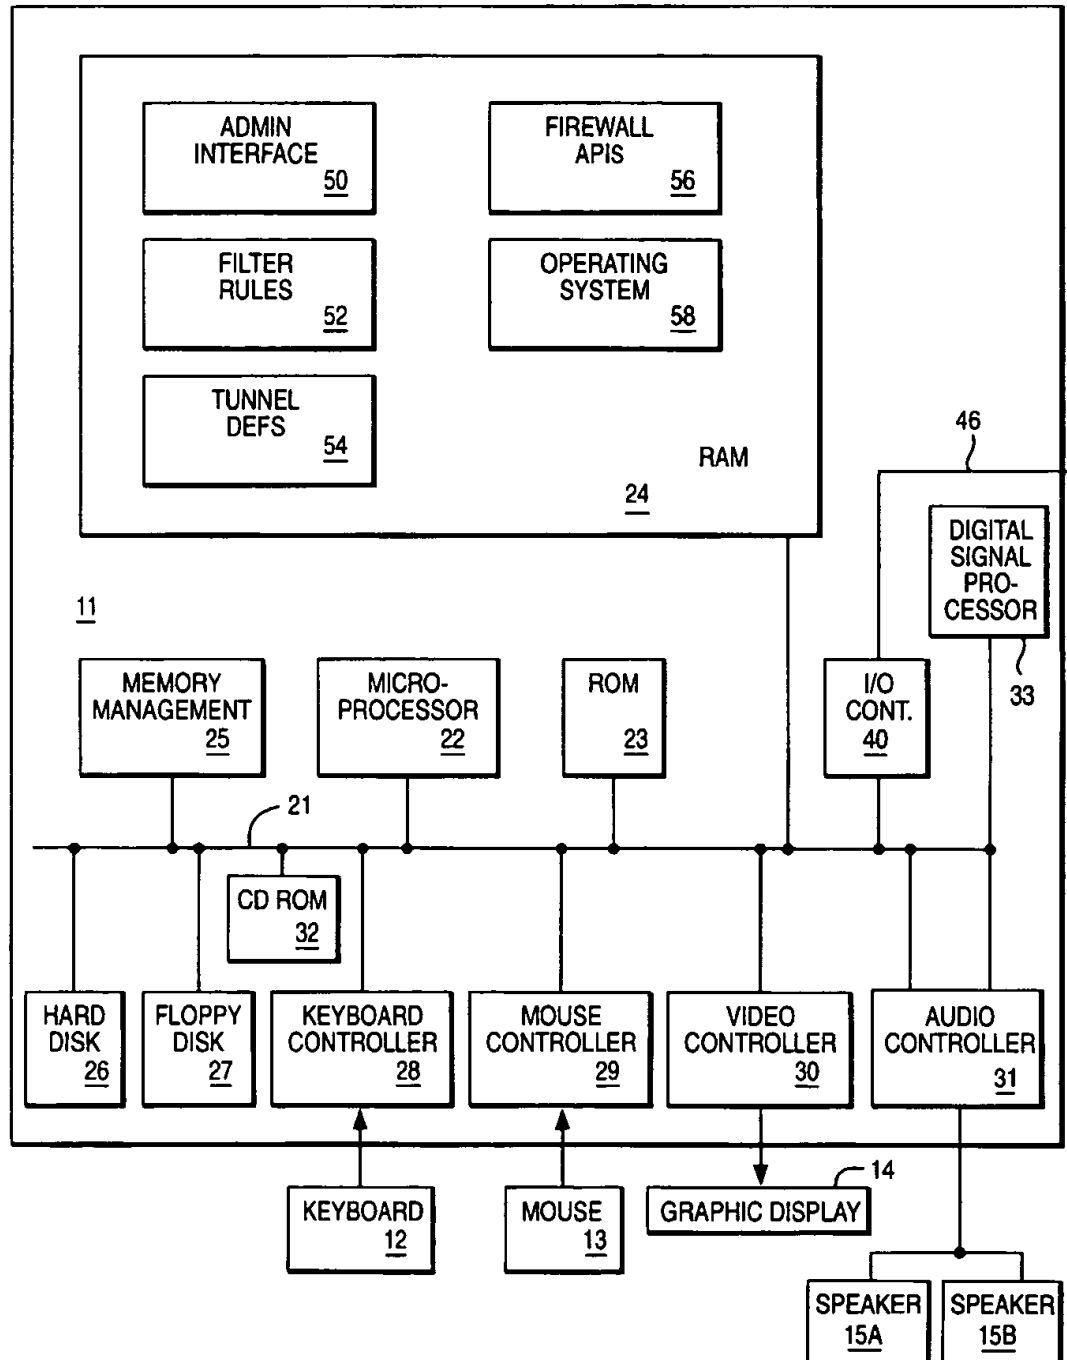 ADMIN
INTERFACE
50
FIREWALL
APIS
56
FILTER
RULES
52
OPERATING
SYSTEM
58
TUNNEL
DEFS
54
RAM
24
46
DIGITAL
SIGNAL
PRO-
CESSOR
33
11
MEMORY
MANAGEMENT
25
MICRO-
PROCESSOR
22
ROM
23
I/O
CONT.
40
21
CD ROM
32
HARD
DISK
26
FLOPPY
DISK
27
KEYBOARD
CONTROLLER
28
MOUSE
CONTROLLER
29
VIDEO
CONTROLLER
30
AUDIO
CONTROLLER
31
KEYBOARD
12
MOUSE
13
14
GRAPHIC DISPLAY
SPEAKER
15A
SPEAKER
15B